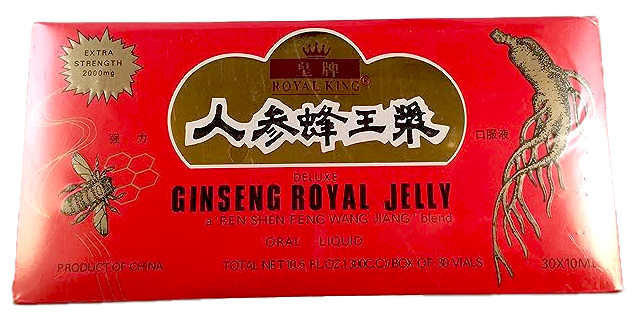 EXTRA
STRENGTH
2000mg
皇牌
ROYAL KING®
人参蜂王漿
强力
口服液
DELUXE
GINSENG ROYAL JELLY
a "REN SHEN FENG WANG JIANG" blend
ORAL LIQUID
PRODUCT OF CHINA
TOTAL NET 10.5 FL.OZ (300CC)/BOX OF 30 VIALS
30X10ML